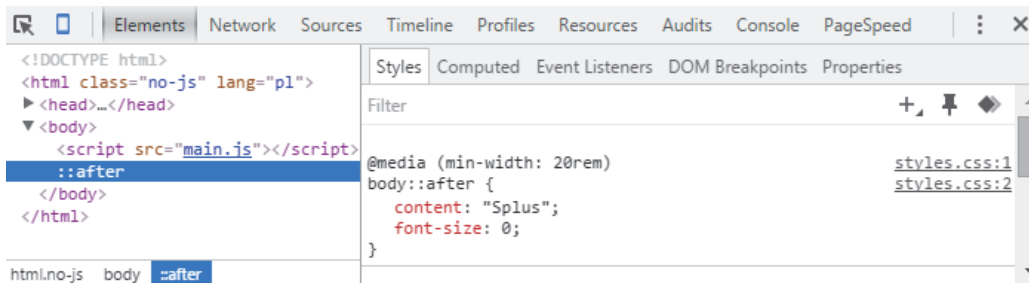 Elements Network Sources Timeline Profiles Resources Audits Console PageSpeed
<!DOCTYPE html>
<html class="no-js" lang="pl">
<head>…</head>
<body>
<script src="main.js"></script>
::after
</body>
</html>
html.no-js body ::after
Styles Computed Event Listeners DOM Breakpoints Properties
Filter
@media (min-width: 20rem) styles.css:1
body::after { styles.css:2
content: "Splus";
font-size: 0;
}